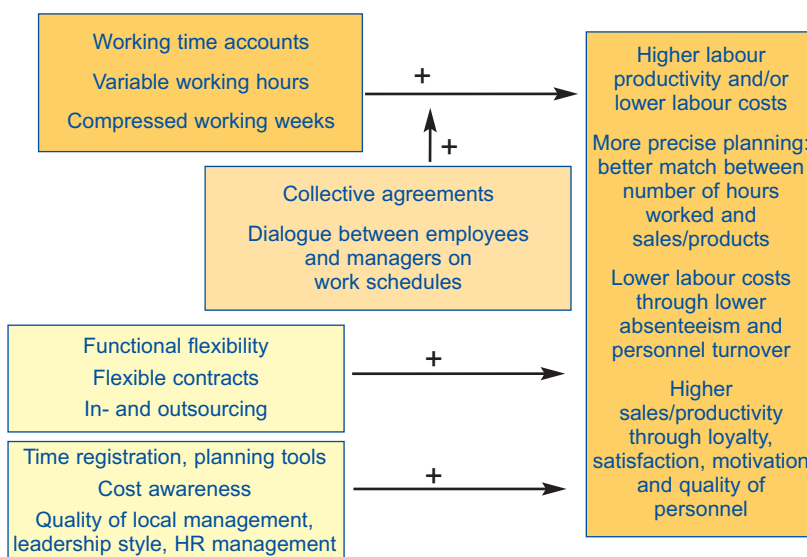 Working time accounts
Variable working hours
Compressed working weeks
+
+
Collective agreements
Dialogue between employees
and managers on
work schedules
Functional flexibility
Flexible contracts
In- and outsourcing
+
Time registration, planning tools
Cost awareness
Quality of local management,
leadership style, HR management
+
Higher labour
productivity and/or
lower labour costs
More precise planning:
better match between
number of hours
worked and
sales/products
Lower labour costs
through lower
absenteeism and
personnel turnover
Higher
sales/productivity
through loyalty,
satisfaction, motivation
and quality of
personnel